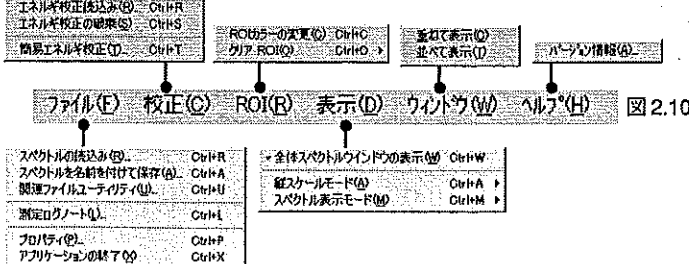 エネルギ校正読込み(R)... Ctrl+R
エネルギ校正の破棄(S) Ctrl+S
簡易エネルギ校正(T)... Ctrl+T
ROIカラーの変更(C) Ctrl+C
クリア ROI(O) Ctrl+O
重ねて表示(C)
並べて表示(T)
バージョン情報(A)...
ファイル(F) 校正(C) ROI(R) 表示(D) ウィンドウ(W) ヘルプ(H) 図 2.10
スペクトルの読込み(R)... Ctrl+R
スペクトルを名前を付けて保存(A)... Ctrl+A
関連ファイルユーティリティ(U)... Ctrl+U
測定ログノート(L)... Ctrl+L
プロパティ(P)... Ctrl+P
アプリケーションの終了(X) Ctrl+X
全体スペクトルウインドウの表示(W) Ctrl+W
縦スケールモード(A) Ctrl+A
スペクトル表示モード(M) Ctrl+M